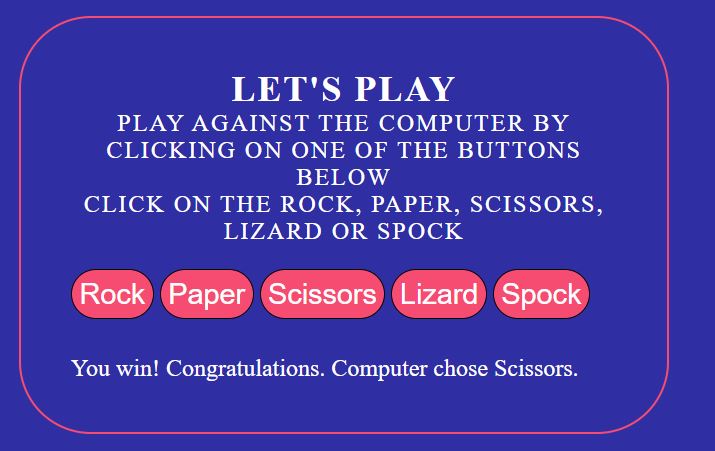 LET'S PLAY
PLAY AGAINST THE COMPUTER BY
CLICKING ON ONE OF THE BUTTONS
BELOW
CLICK ON THE ROCK, PAPER, SCISSORS,
LIZARD OR SPOCK
Rock Paper Scissors Lizard Spock
You win! Congratulations. Computer chose Scissors.